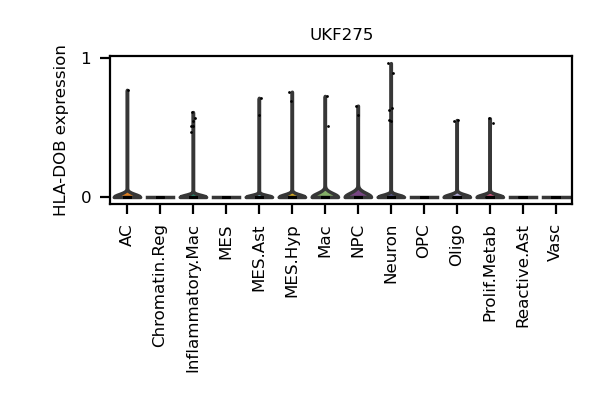 UKF275
HLA-DOB expression
1
0
AC
Chromatin.Reg
Inflammatory.Mac
MES
MES.Ast
MES.Hyp
Mac
NPC
Neuron
OPC
Oligo
Prolif.Metab
Reactive.Ast
Vasc